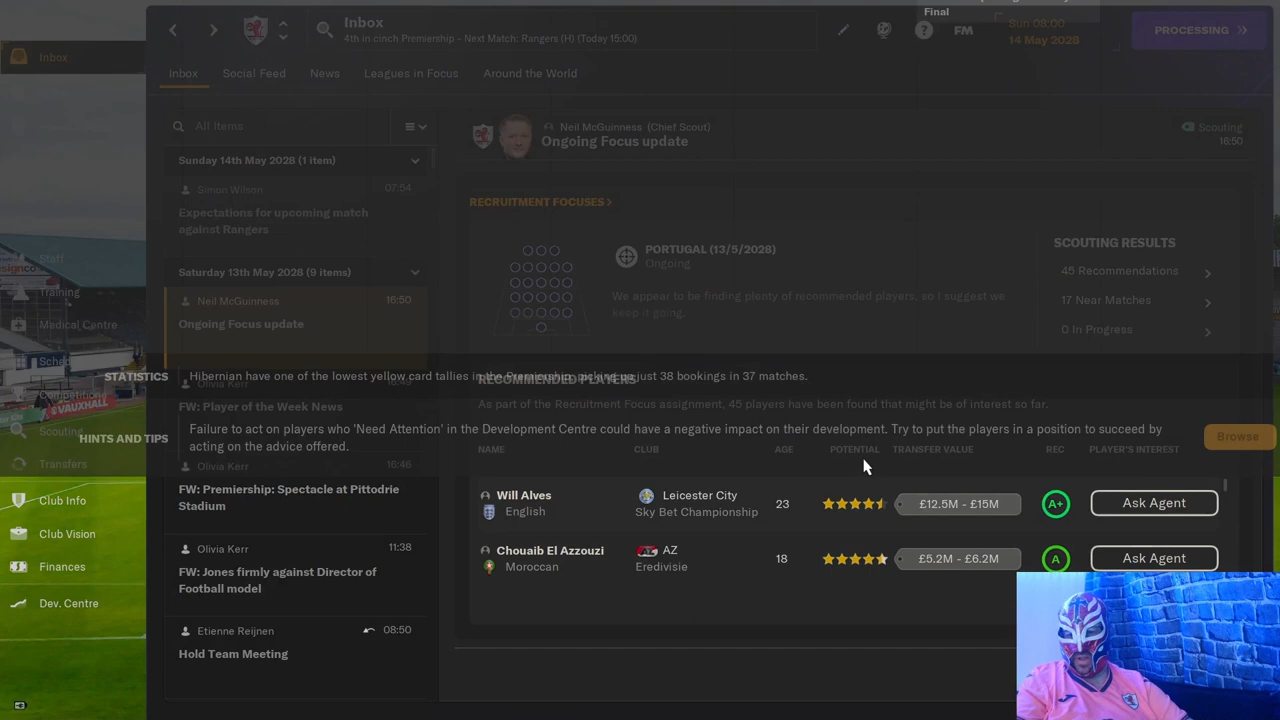 Final
Inbox
4th in cinch Premiership - Next Match: Rangers (H) (Today 15:00)
FM
Sun 08:00
14 May 2028
PROCESSING
Inbox
Inbox
Social Feed
News
Leagues in Focus
Around the World
All Items
Neil McGuinness (Chief Scout)
Ongoing Focus update
Scouting
16:50
Sunday 14th May 2028 (1 item)
Simon Wilson
07:54
Expectations for upcoming match
against Rangers
Saturday 13th May 2028 (9 items)
Neil McGuinness
16:50
Ongoing Focus update
RECRUITMENT FOCUSES >
PORTUGAL (13/5/2028)
Ongoing
We appear to be finding plenty of recommended players, so I suggest we
keep it going.
SCOUTING RESULTS
45 Recommendations
17 Near Matches
0 In Progress
Staff
Training
Medical Centre
Sched
STATISTICS
Hibernian have one of the lowest yellow card tallies in the Premiership, picking up just 38 bookings in 37 matches.
RECOMMENDED PLAYERS
Olivia Kerr
FW: Player of the Week News
As part of the Recruitment Focus assignment, 45 players have been found that might be of interest so far.
Scouting
HINTS AND TIPS
Failure to act on players who 'Need Attention' in the Development Centre could have a negative impact on their development. Try to put the players in a position to succeed by
acting on the advice offered.
Browse
NAME
CLUB
AGE
POTENTIAL
TRANSFER VALUE
REC
PLAYER'S INTEREST
Transfers
Olivia Kerr
16:46
FW: Premiership: Spectacle at Pittodrie
Stadium
Club Info
Club Vision
Finances
Dev. Centre
Will Alves
English
Leicester City
Sky Bet Championship
23
£12.5M - £15M
A+
Ask Agent
Olivia Kerr
11:38
FW: Jones firmly against Director of
Football model
Chouaib El Azzouzi
Moroccan
AZ
Eredivisie
18
£5.2M - £6.2M
A
Ask Agent
Etienne Reijnen
08:50
Hold Team Meeting